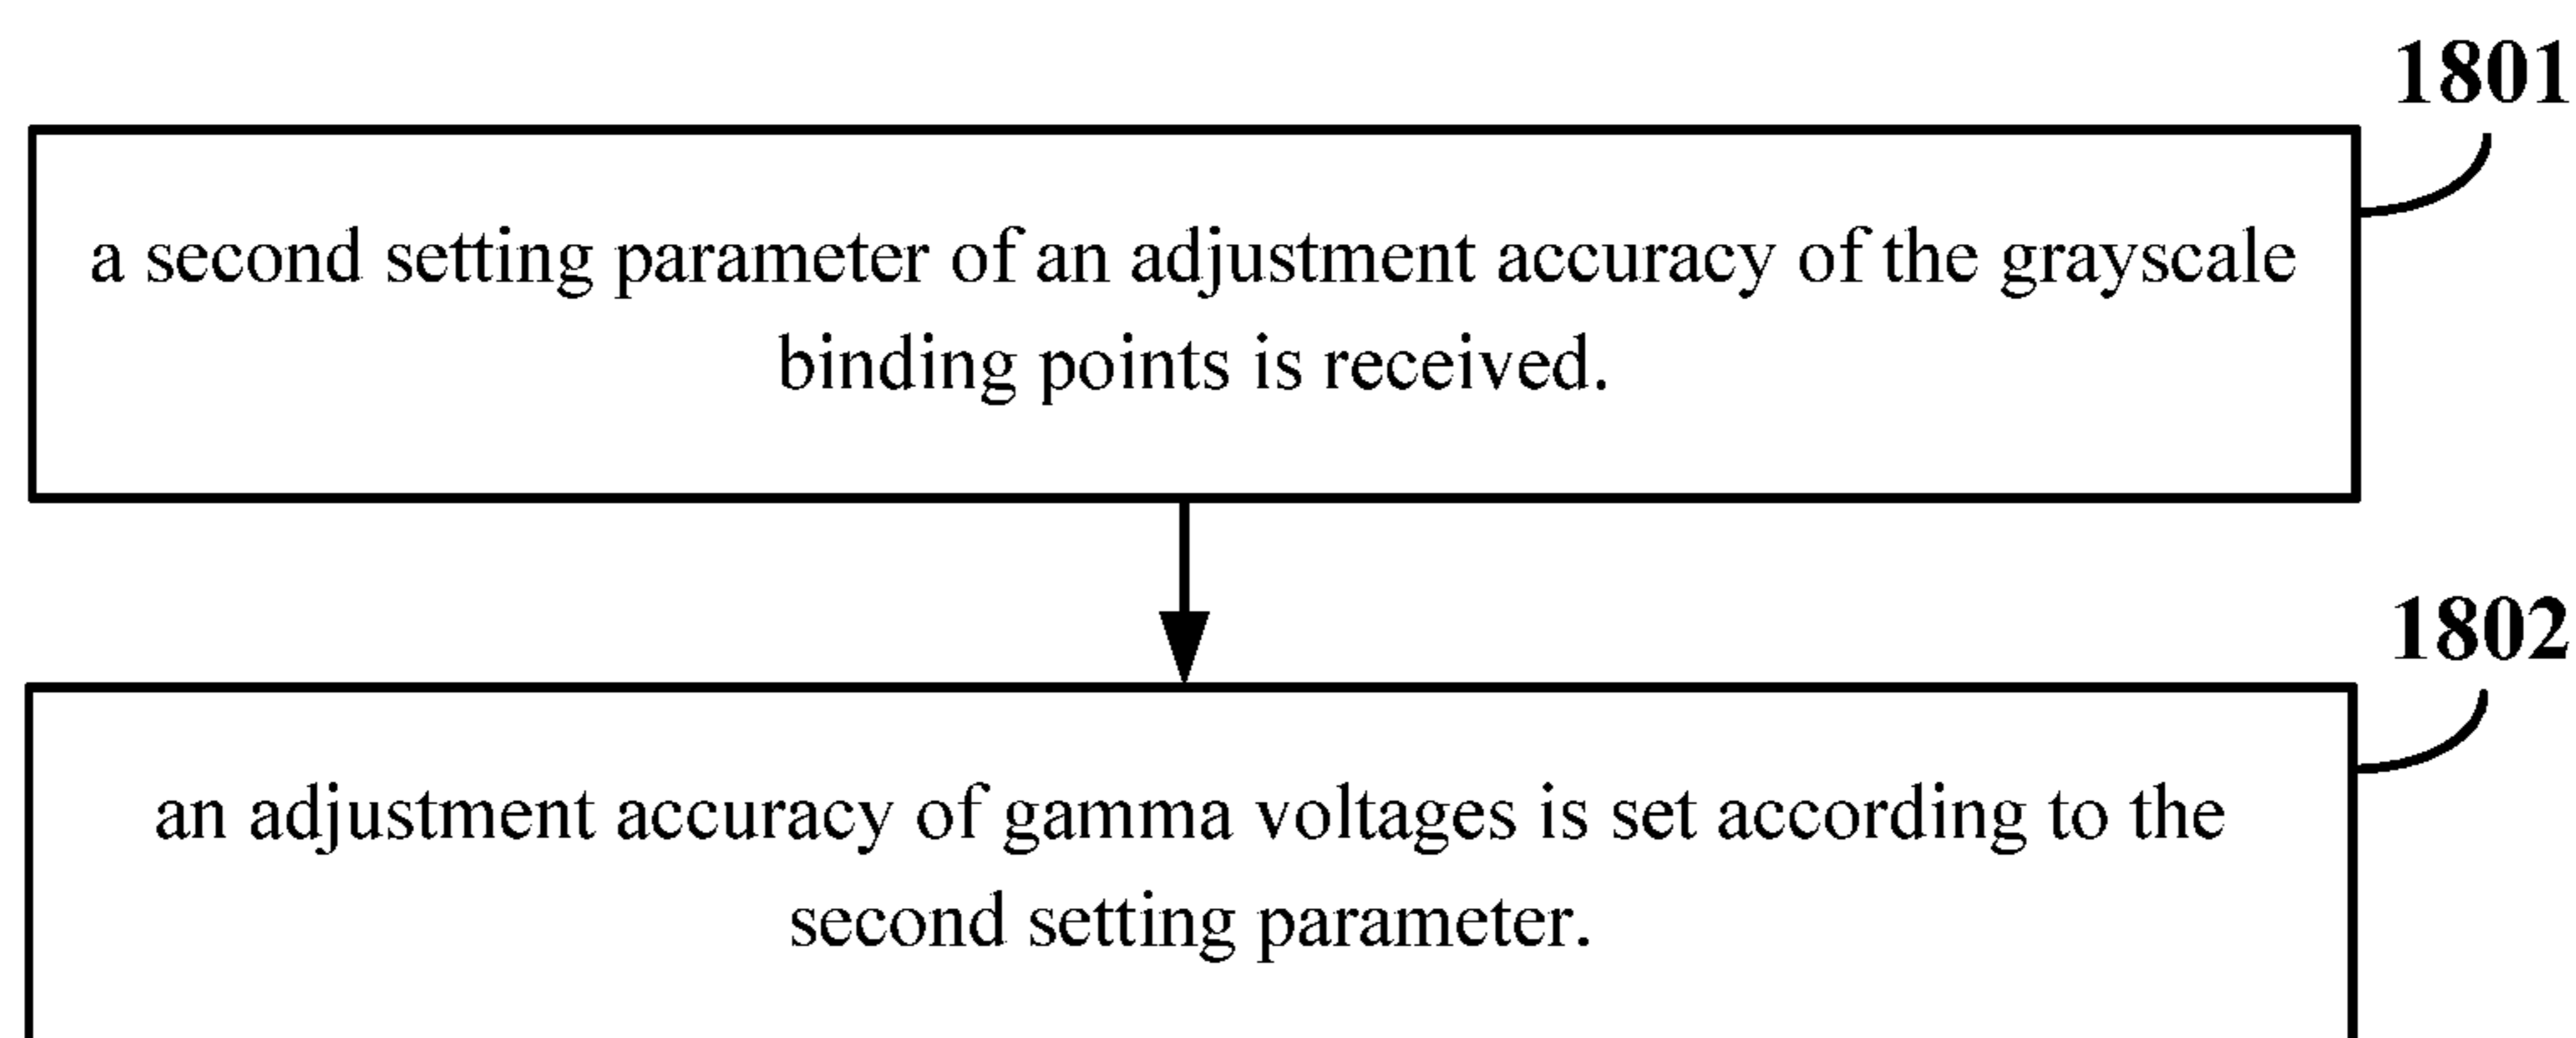 1801
a second setting parameter of an adjustment accuracy of the grayscale
binding points is received.
1802
an adjustment accuracy of gamma voltages is set according to the
second setting parameter.